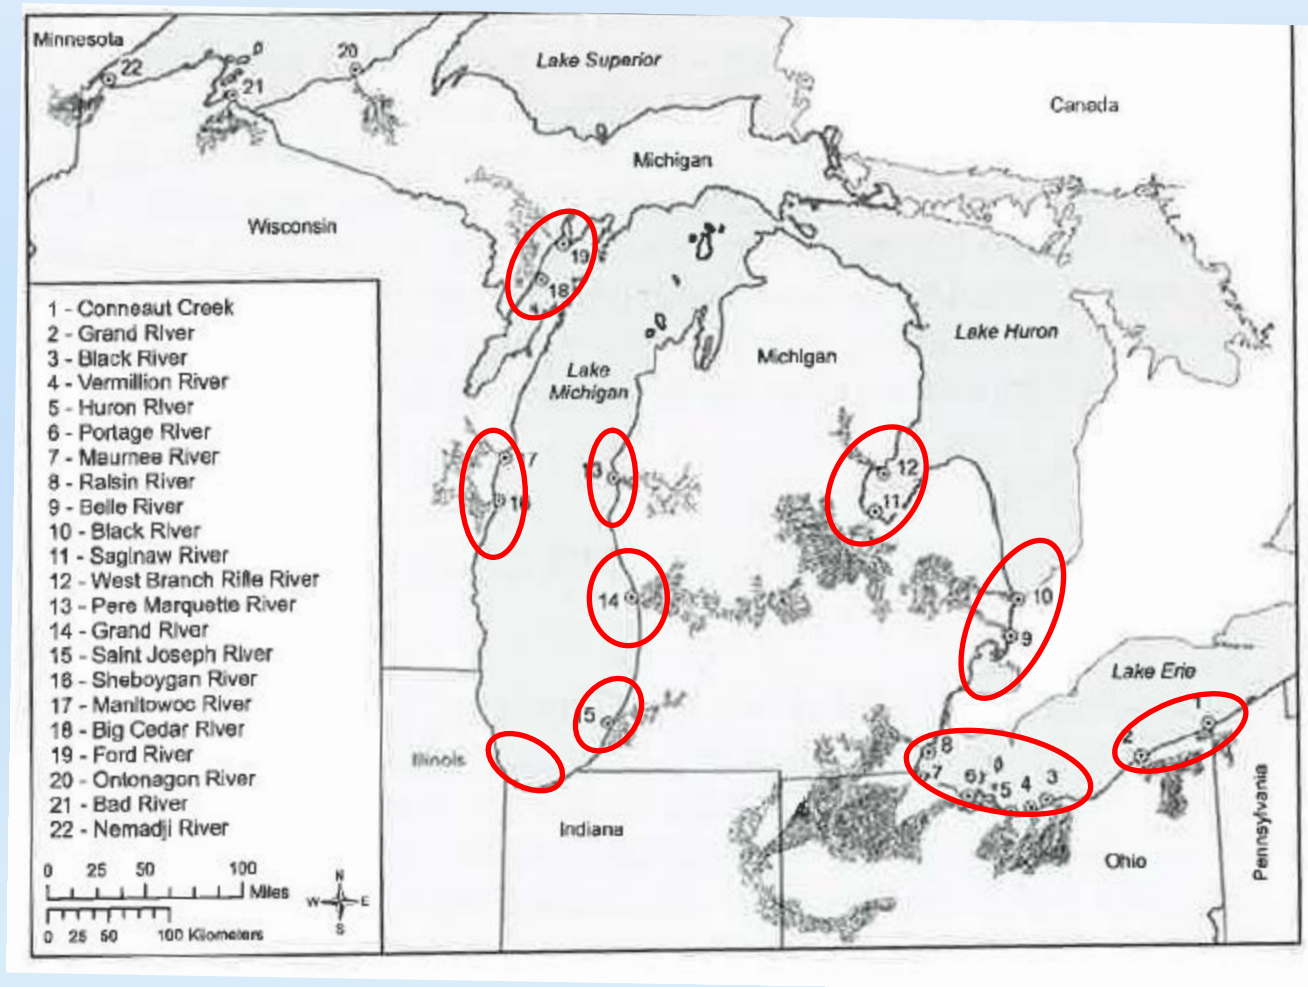 Minnesota
22
20
21
Lake Superior
Canada
Michigan
Wisconsin
19
18
Lake Huron
Lake
Michigan
Michigan
1 - Conneaut Creek
2 - Grand River
3 - Black River
4 - Vermillion River
5 - Huron River
6 - Portage River
7 - Maumee River
8 - Raisin River
9 - Belle River
10 - Black River
11 - Saginaw River
12 - West Branch Rifle River
13 - Pere Marquette River
14 - Grand River
15 - Saint Joseph River
16 - Sheboygan River
17 - Manitowoc River
18 - Big Cedar River
19 - Ford River
20 - Ontonagon River
21 - Bad River
22 - Nemadji River
17
16
13
12
11
14
10
9
15
Lake Erie
1
2
8
7
6
5
4
3
Illinois
Indiana
Ohio
Pennsylvania
0 25 50 100
Miles
0 25 50 100 Kilometers
N
W E
S